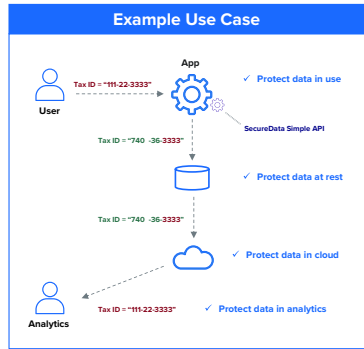 Example Use Case
App
Tax ID = “111-22-3333”
✓ Protect data in use
User
SecureData Simple API
Tax ID = “740 -36-3333”
✓ Protect data at rest
Tax ID = “740 -36-3333”
✓ Protect data in cloud
Tax ID = “111-22-3333”
✓ Protect data in analytics
Analytics